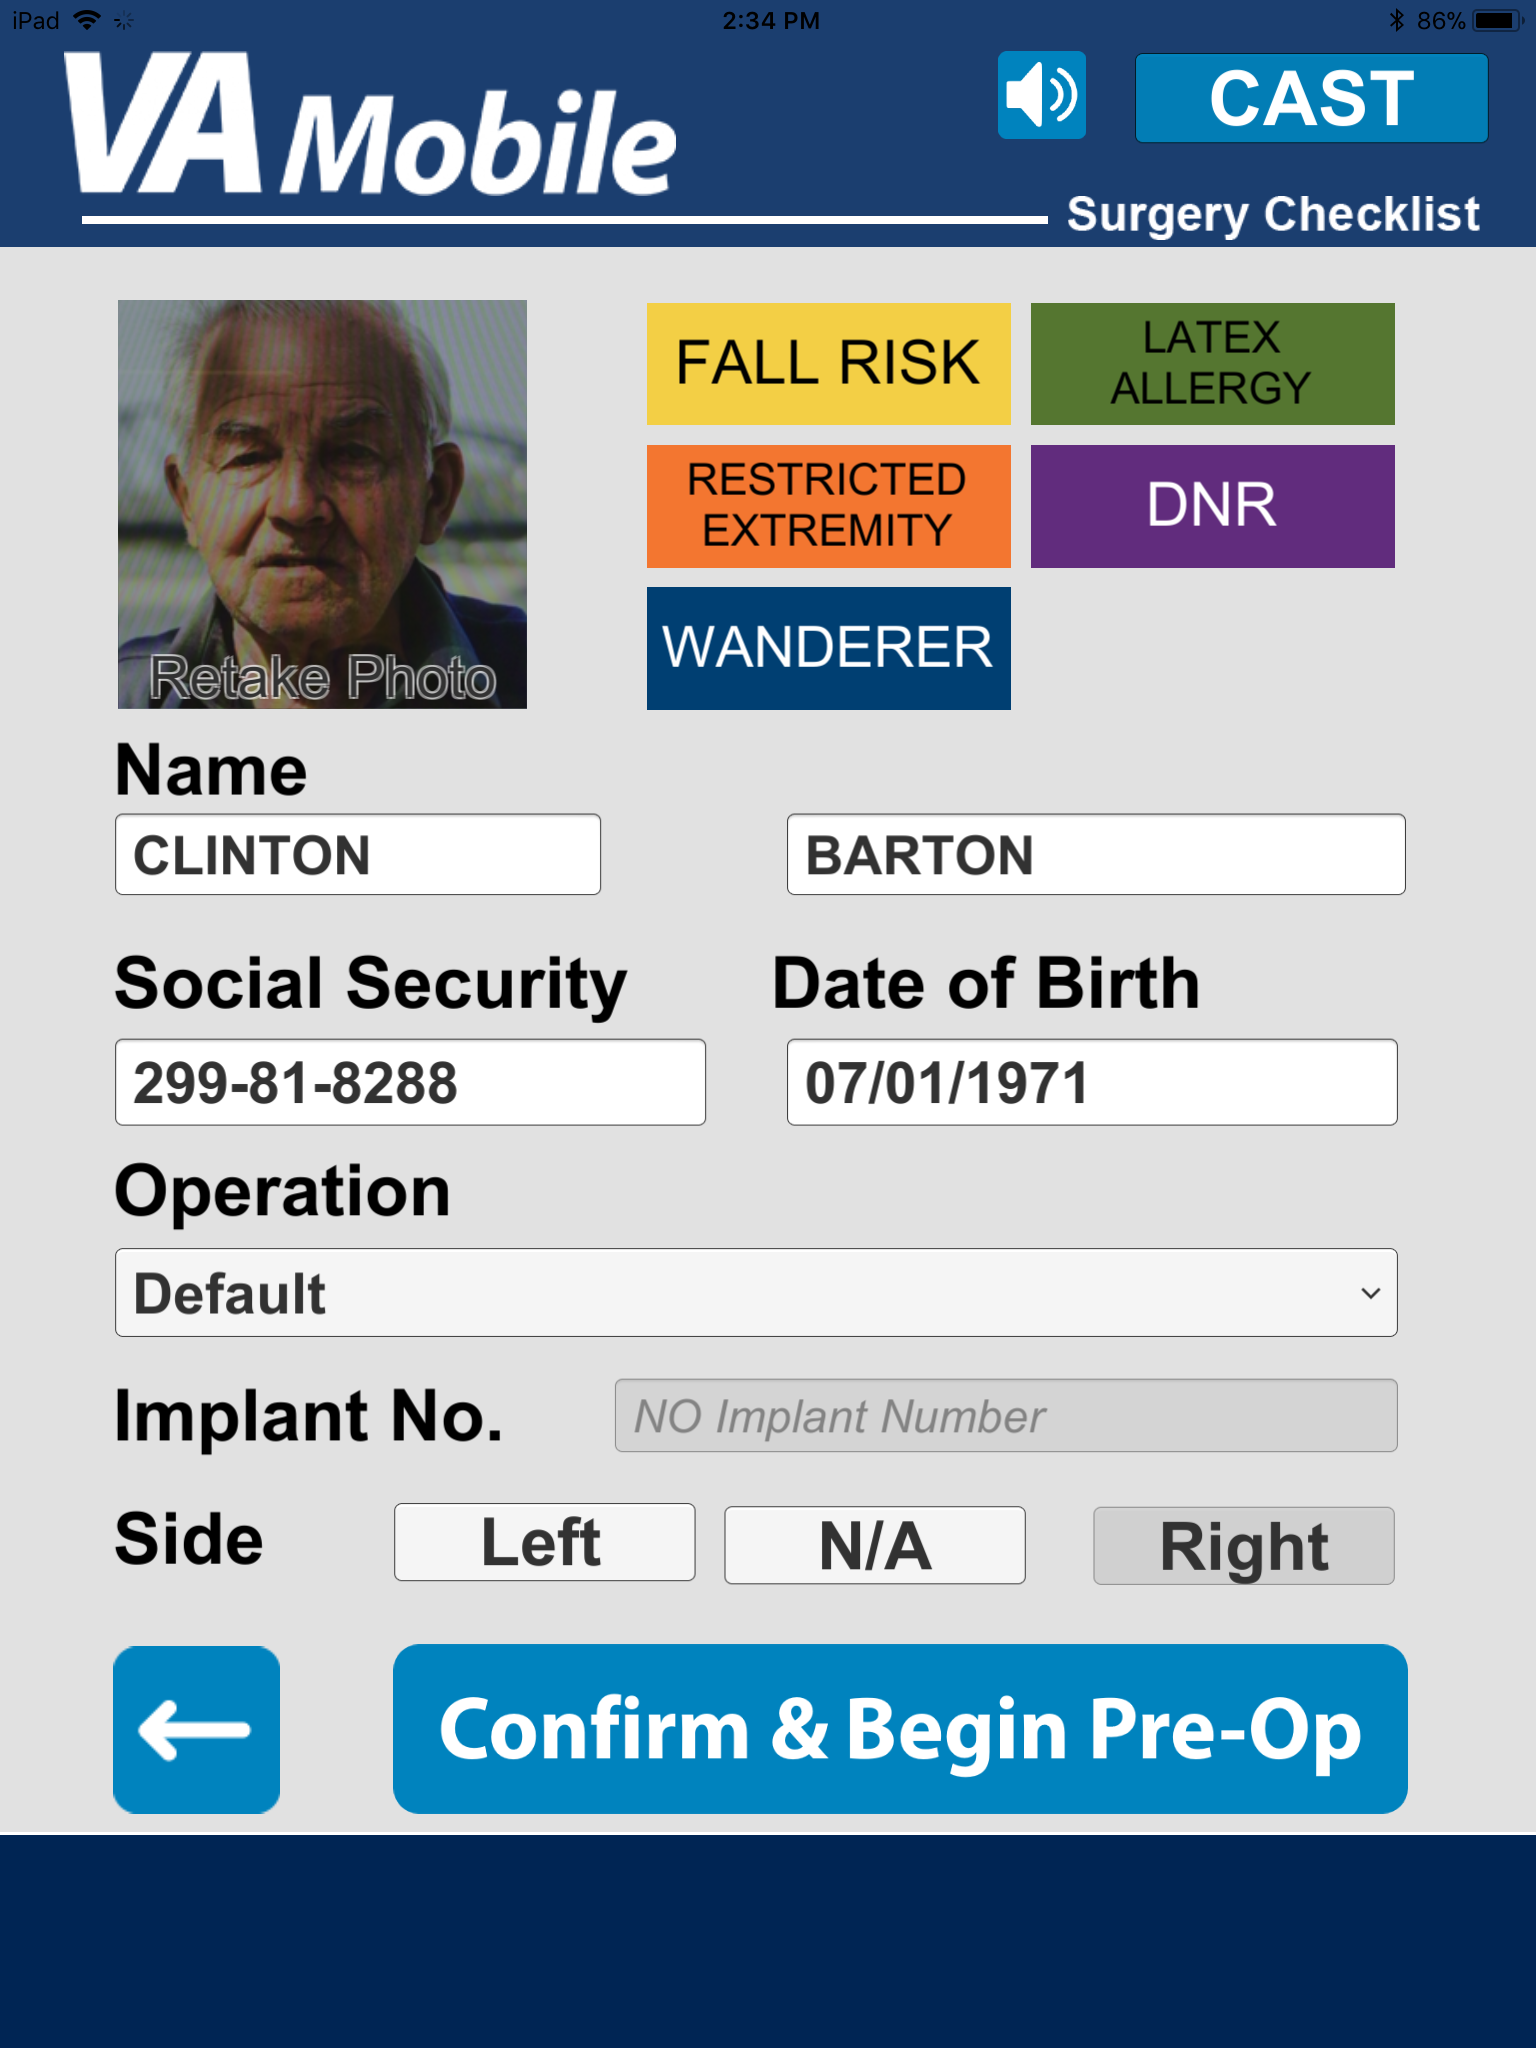 iPad 2:34 PM 86%
VA Mobile
CAST
Surgery Checklist
FALL RISK
LATEX
ALLERGY
RESTRICTED
EXTREMITY
DNR
WANDERER
Retake Photo
Name
CLINTON BARTON
Social Security Date of Birth
299-81-8288 07/01/1971
Operation
Default
Implant No. NO Implant Number
Side Left N/A Right
Confirm & Begin Pre-Op